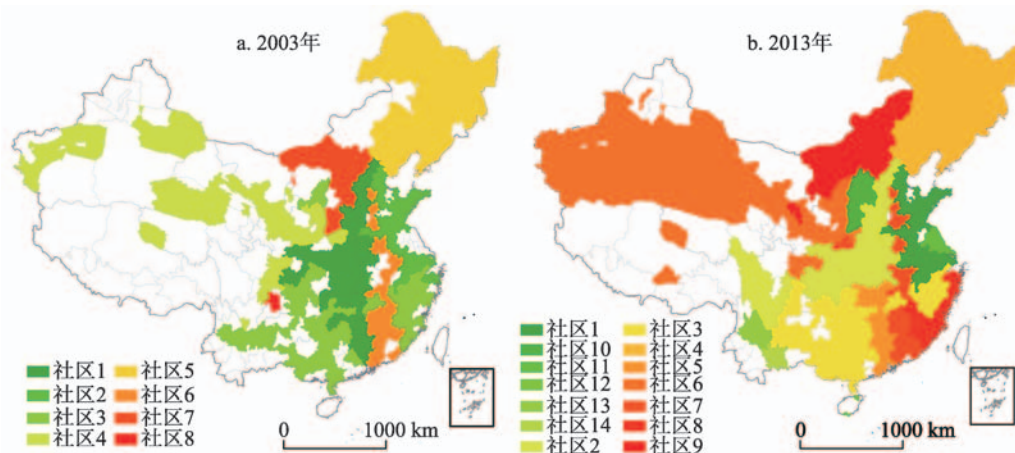 a. 2003年
社区1 社区5
社区2 社区6
社区3 社区7
社区4 社区8
0 1000 km
b. 2013年
社区1 社区3
社区10 社区4
社区11 社区5
社区12 社区6
社区13 社区7
社区14 社区8
社区2 社区9
0 1000 km